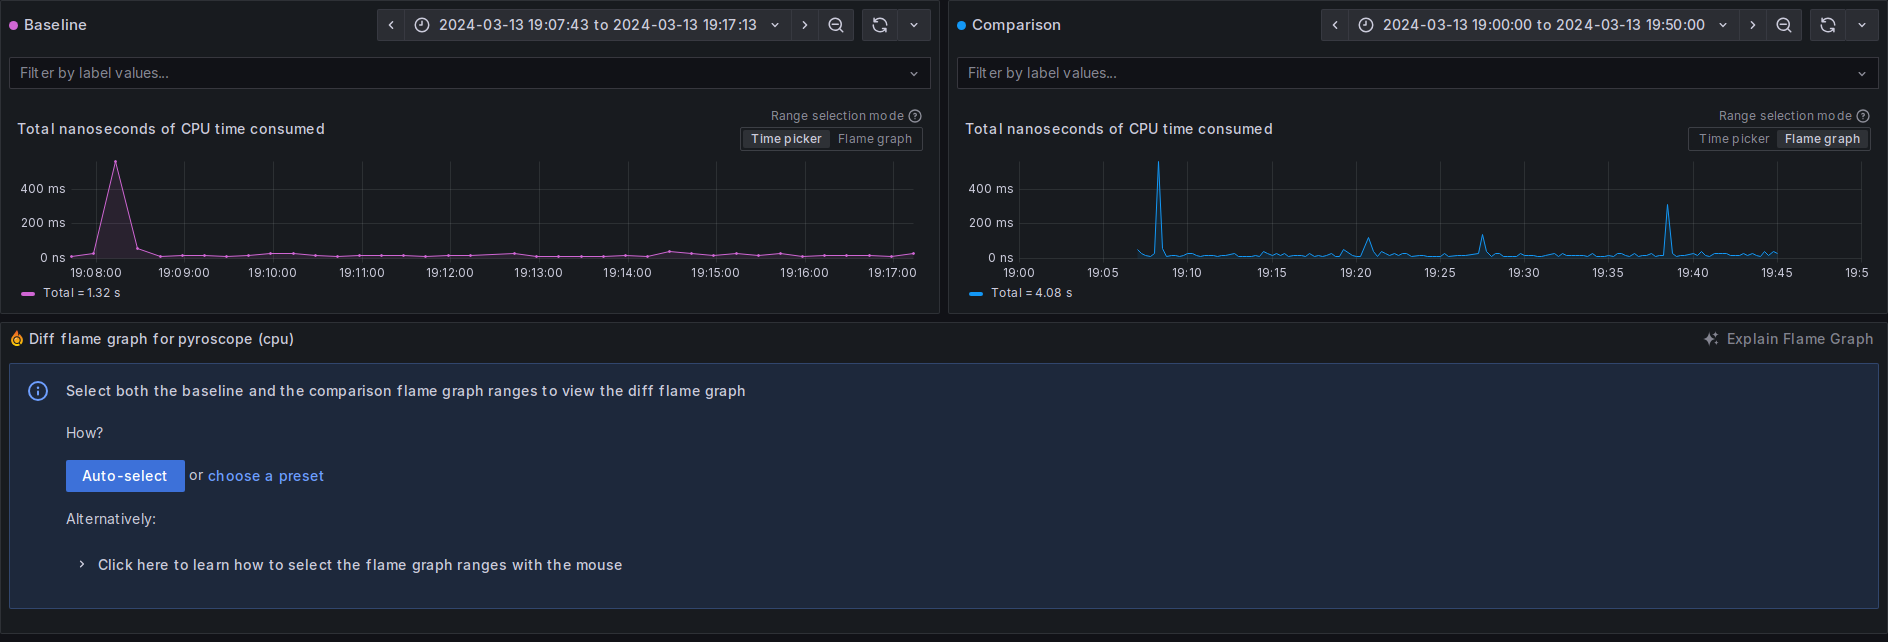 Baseline
2024-03-13 19:07:43 to 2024-03-13 19:17:13
Filter by label values...
Range selection mode
Total nanoseconds of CPU time consumed
Time picker Flame graph
400 ms
200 ms
0 ns
19:08:00 19:09:00 19:10:00 19:11:00 19:12:00 19:13:00 19:14:00 19:15:00 19:16:00 19:17:00
Total = 1.32 s
Comparison
2024-03-13 19:00:00 to 2024-03-13 19:50:00
Filter by label values...
Range selection mode
Total nanoseconds of CPU time consumed
Time picker Flame graph
400 ms
200 ms
0 ns
19:00 19:05 19:10 19:15 19:20 19:25 19:30 19:35 19:40 19:45 19:5
Total = 4.08 s
Diff flame graph for pyroscope (cpu)
Explain Flame Graph
Select both the baseline and the comparison flame graph ranges to view the diff flame graph
How?
Auto-select or choose a preset
Alternatively:
Click here to learn how to select the flame graph ranges with the mouse